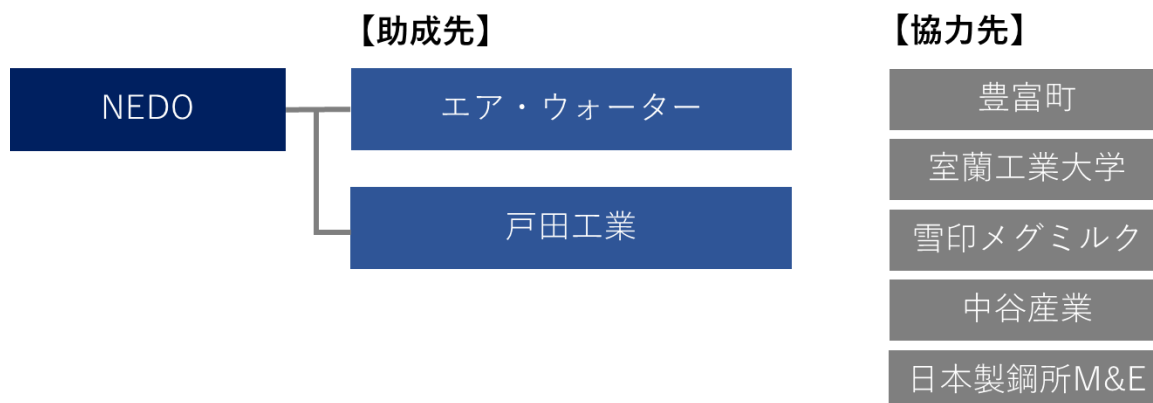 【助成先】
【協力先】
NEDO
エア・ウォーター
戸田工業
豊富町
室蘭工業大学
雪印メグミルク
中谷産業
日本製鋼所M&E